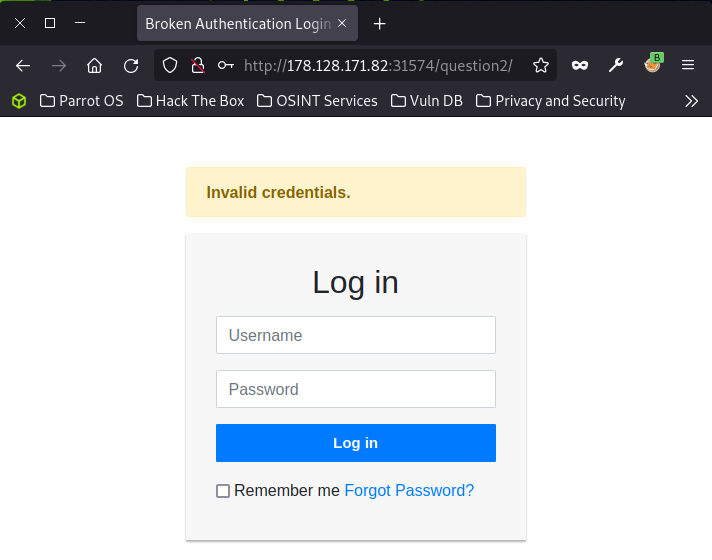 Broken Authentication Login
B
http://178.128.171.82:31574/question2/
Parrot OS Hack The Box OSINT Services Vuln DB Privacy and Security
Invalid credentials.
Log in
Username
Password
Log in
Remember me Forgot Password?